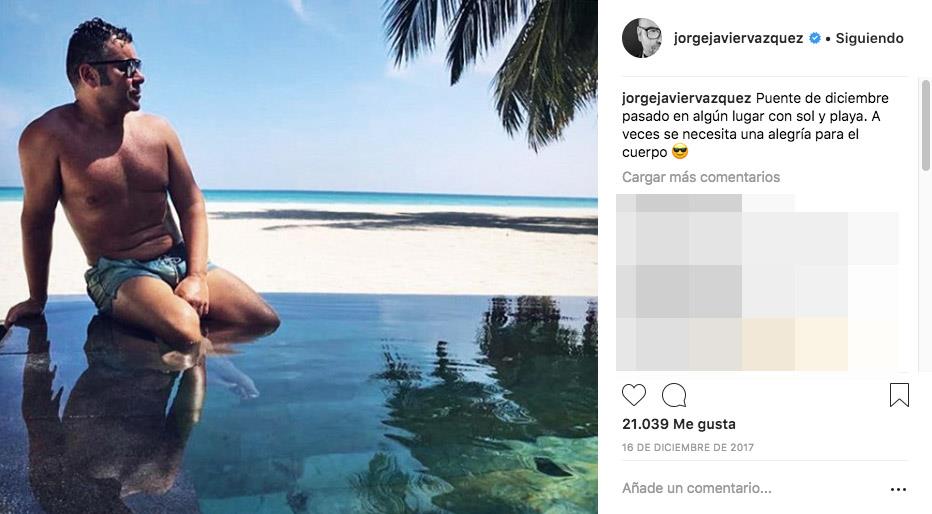 jorgejaviervazquez • Siguiendo
jorgejaviervazquez Puente de diciembre
pasado en algún lugar con sol y playa. A
veces se necesita una alegría para el
cuerpo 😎
Cargar más comentarios
21.039 Me gusta
16 DE DICIEMBRE DE 2017
Añade un comentario...